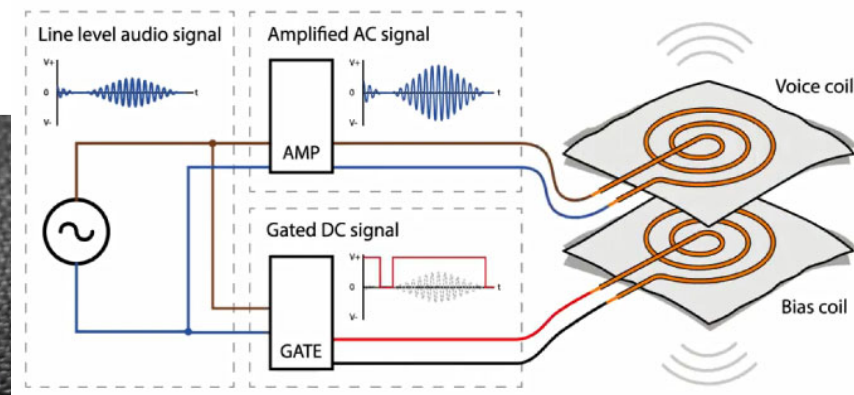 Line level audio signal
V+
0
t
V-
Amplified AC signal
V+
0
t
V-
AMP
Voice coil
Gated DC signal
V+
0
t
V-
GATE
Bias coil